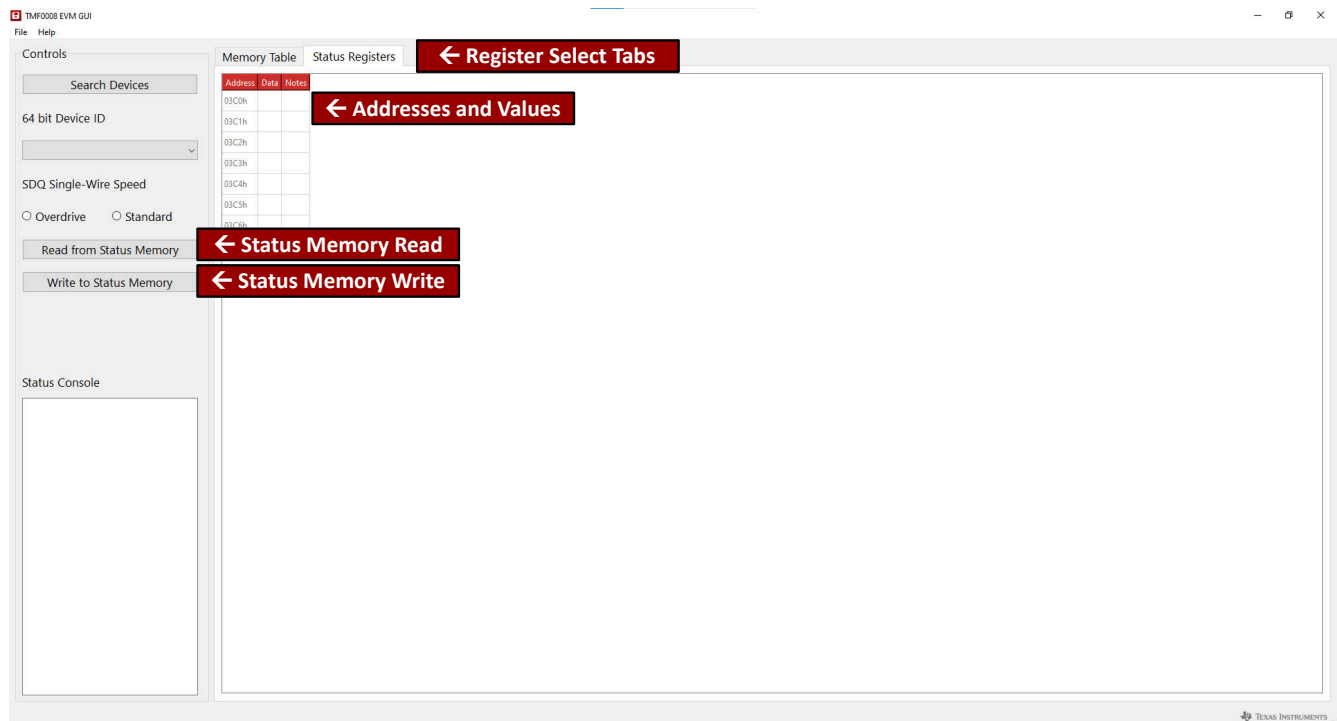 TMF0008 EVM GUI
File Help
Controls
Search Devices
64 bit Device ID
SDQ Single-Wire Speed
Overdrive Standard
Read from Status Memory
Write to Status Memory
Status Console
Memory Table Status Registers
← Register Select Tabs
Address Data Notes
03C0h
← Addresses and Values
03C1h
03C2h
03C3h
03C4h
03C5h
03C6h
← Status Memory Read
← Status Memory Write
TEXAS INSTRUMENTS